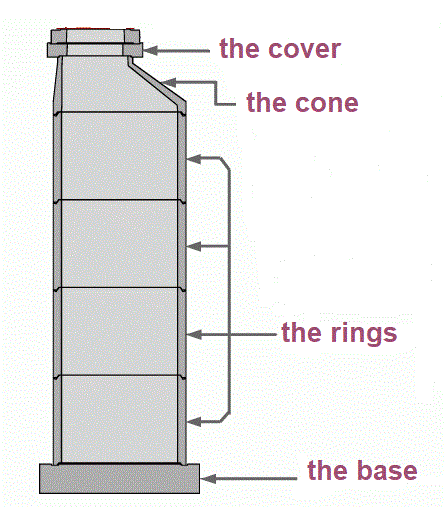 the cover
the cone
the rings
the base